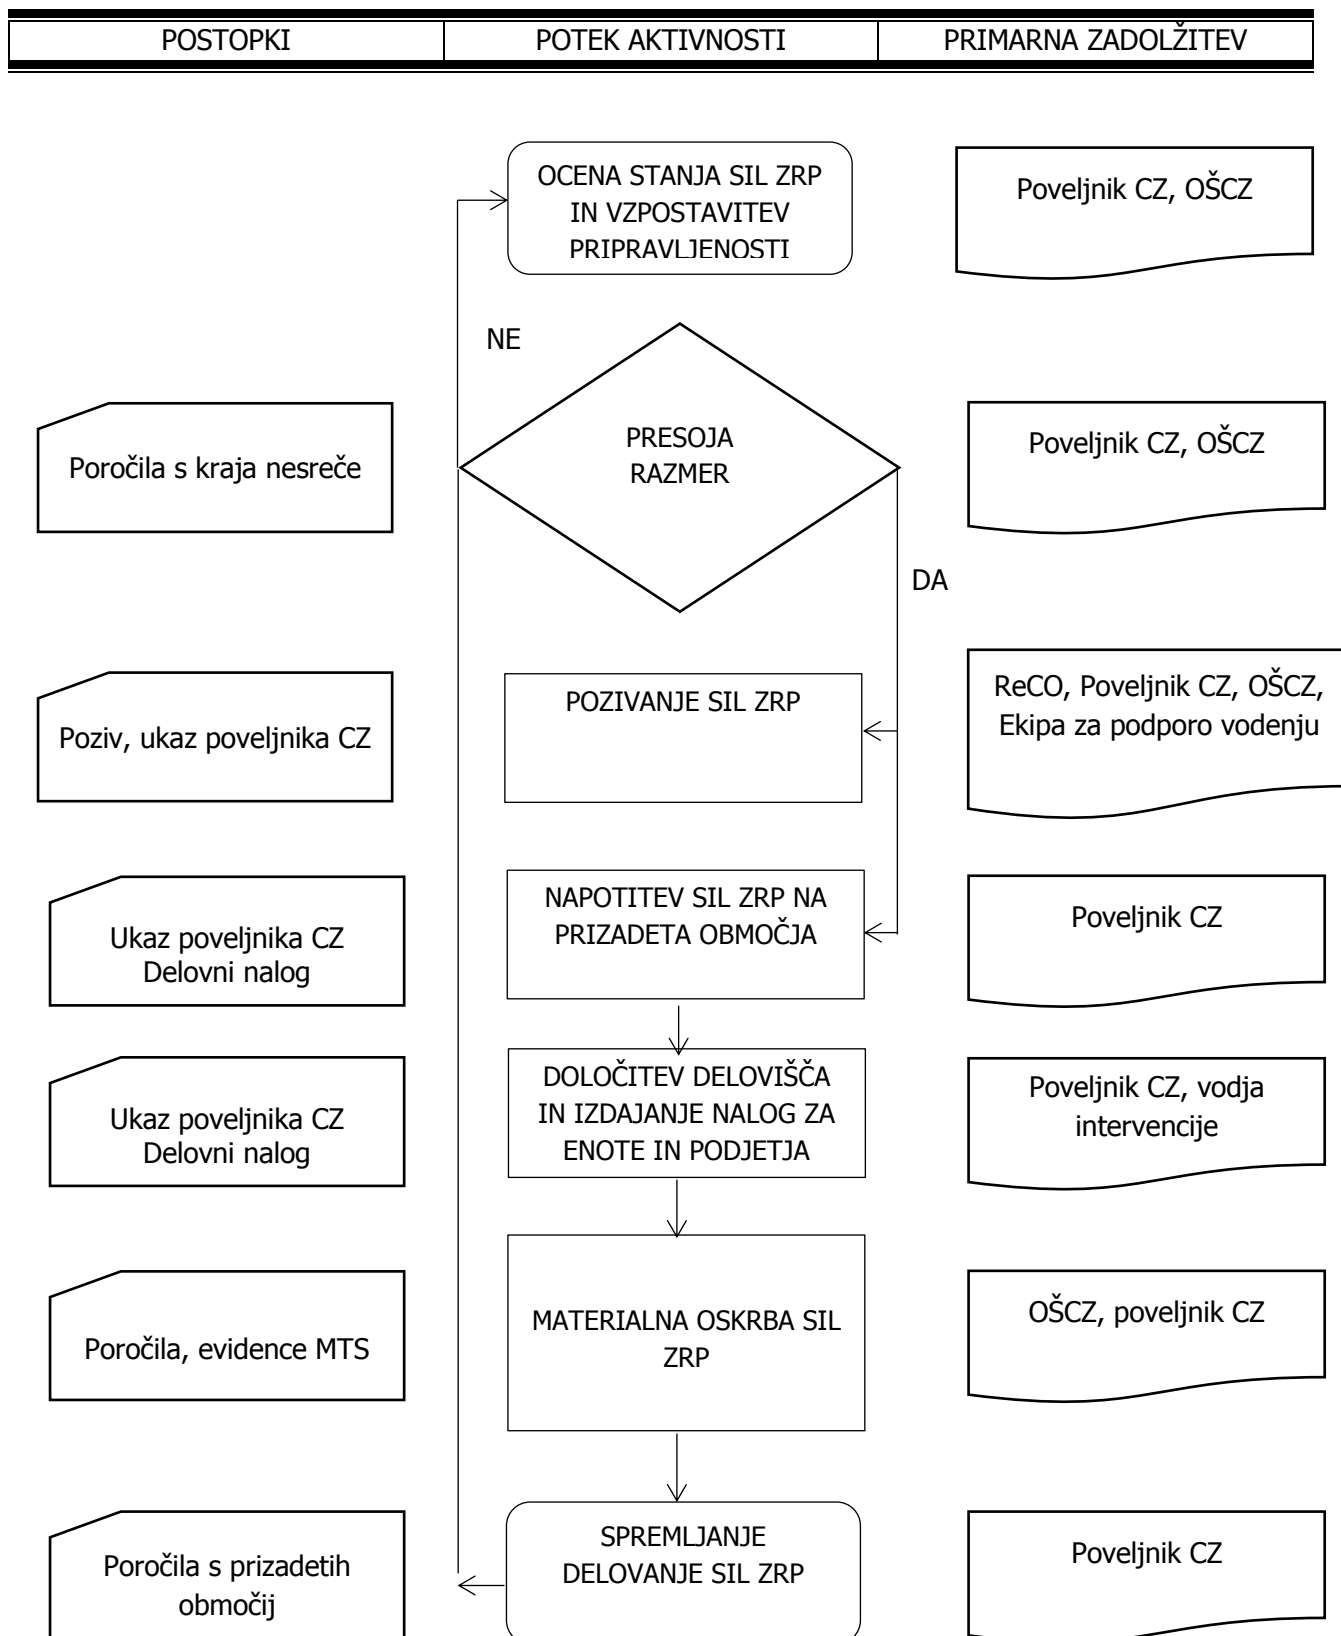 POSTOPKI
POTEK AKTIVNOSTI
PRIMARNA ZADOLŽITEV
OCENA STANJA SIL ZRP
IN VZPOSTAVITEV
PRIPRAVLJENOSTI
Poveljnik CZ, OŠCZ
NE
Poročila s kraja nesreče
PRESOJA
RAZMER
Poveljnik CZ, OŠCZ
DA
Poziv, ukaz poveljnika CZ
POZIVANJE SIL ZRP
ReCO, Poveljnik CZ, OŠCZ,
Ekipa za podporo vodenju
Ukaz poveljnika CZ
Delovni nalog
NAPOTITEV SIL ZRP NA
PRIZADETA OBMOČJA
Poveljnik CZ
Ukaz poveljnika CZ
Delovni nalog
DOLOČITEV DELOVIŠČA
IN IZDAJANJE NALOG ZA
ENOTE IN PODJETJA
Poveljnik CZ, vodja
intervencije
Poročila, evidence MTS
MATERIALNA OSKRBA SIL
ZRP
OŠCZ, poveljnik CZ
Poročila s prizadetih
območij
SPREMLJANJE
DELOVANJE SIL ZRP
Poveljnik CZ